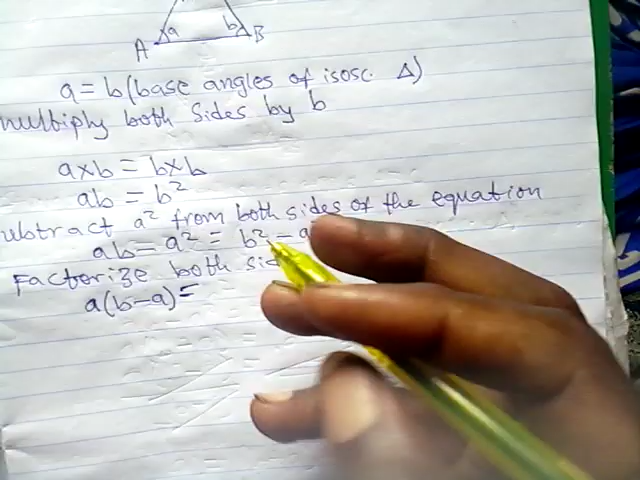 a b
A B
a = b (base angles of isosc. Δ)
multiply both sides by b
a×b = b×b
ab = b²
ubtract a² from both sides of the equation
ab - a² = b² - a
Factorize both si
a(b-a) =